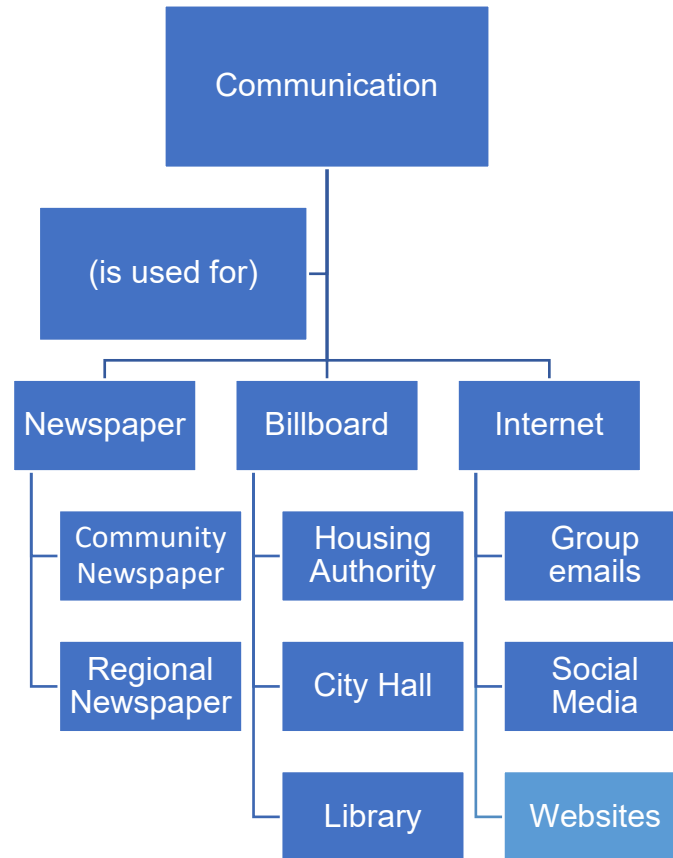 Communication
(is used for)
Newspaper
Billboard
Internet
Community
Newspaper
Housing
Authority
Group
emails
Regional
Newspaper
City Hall
Social
Media
Library
Websites